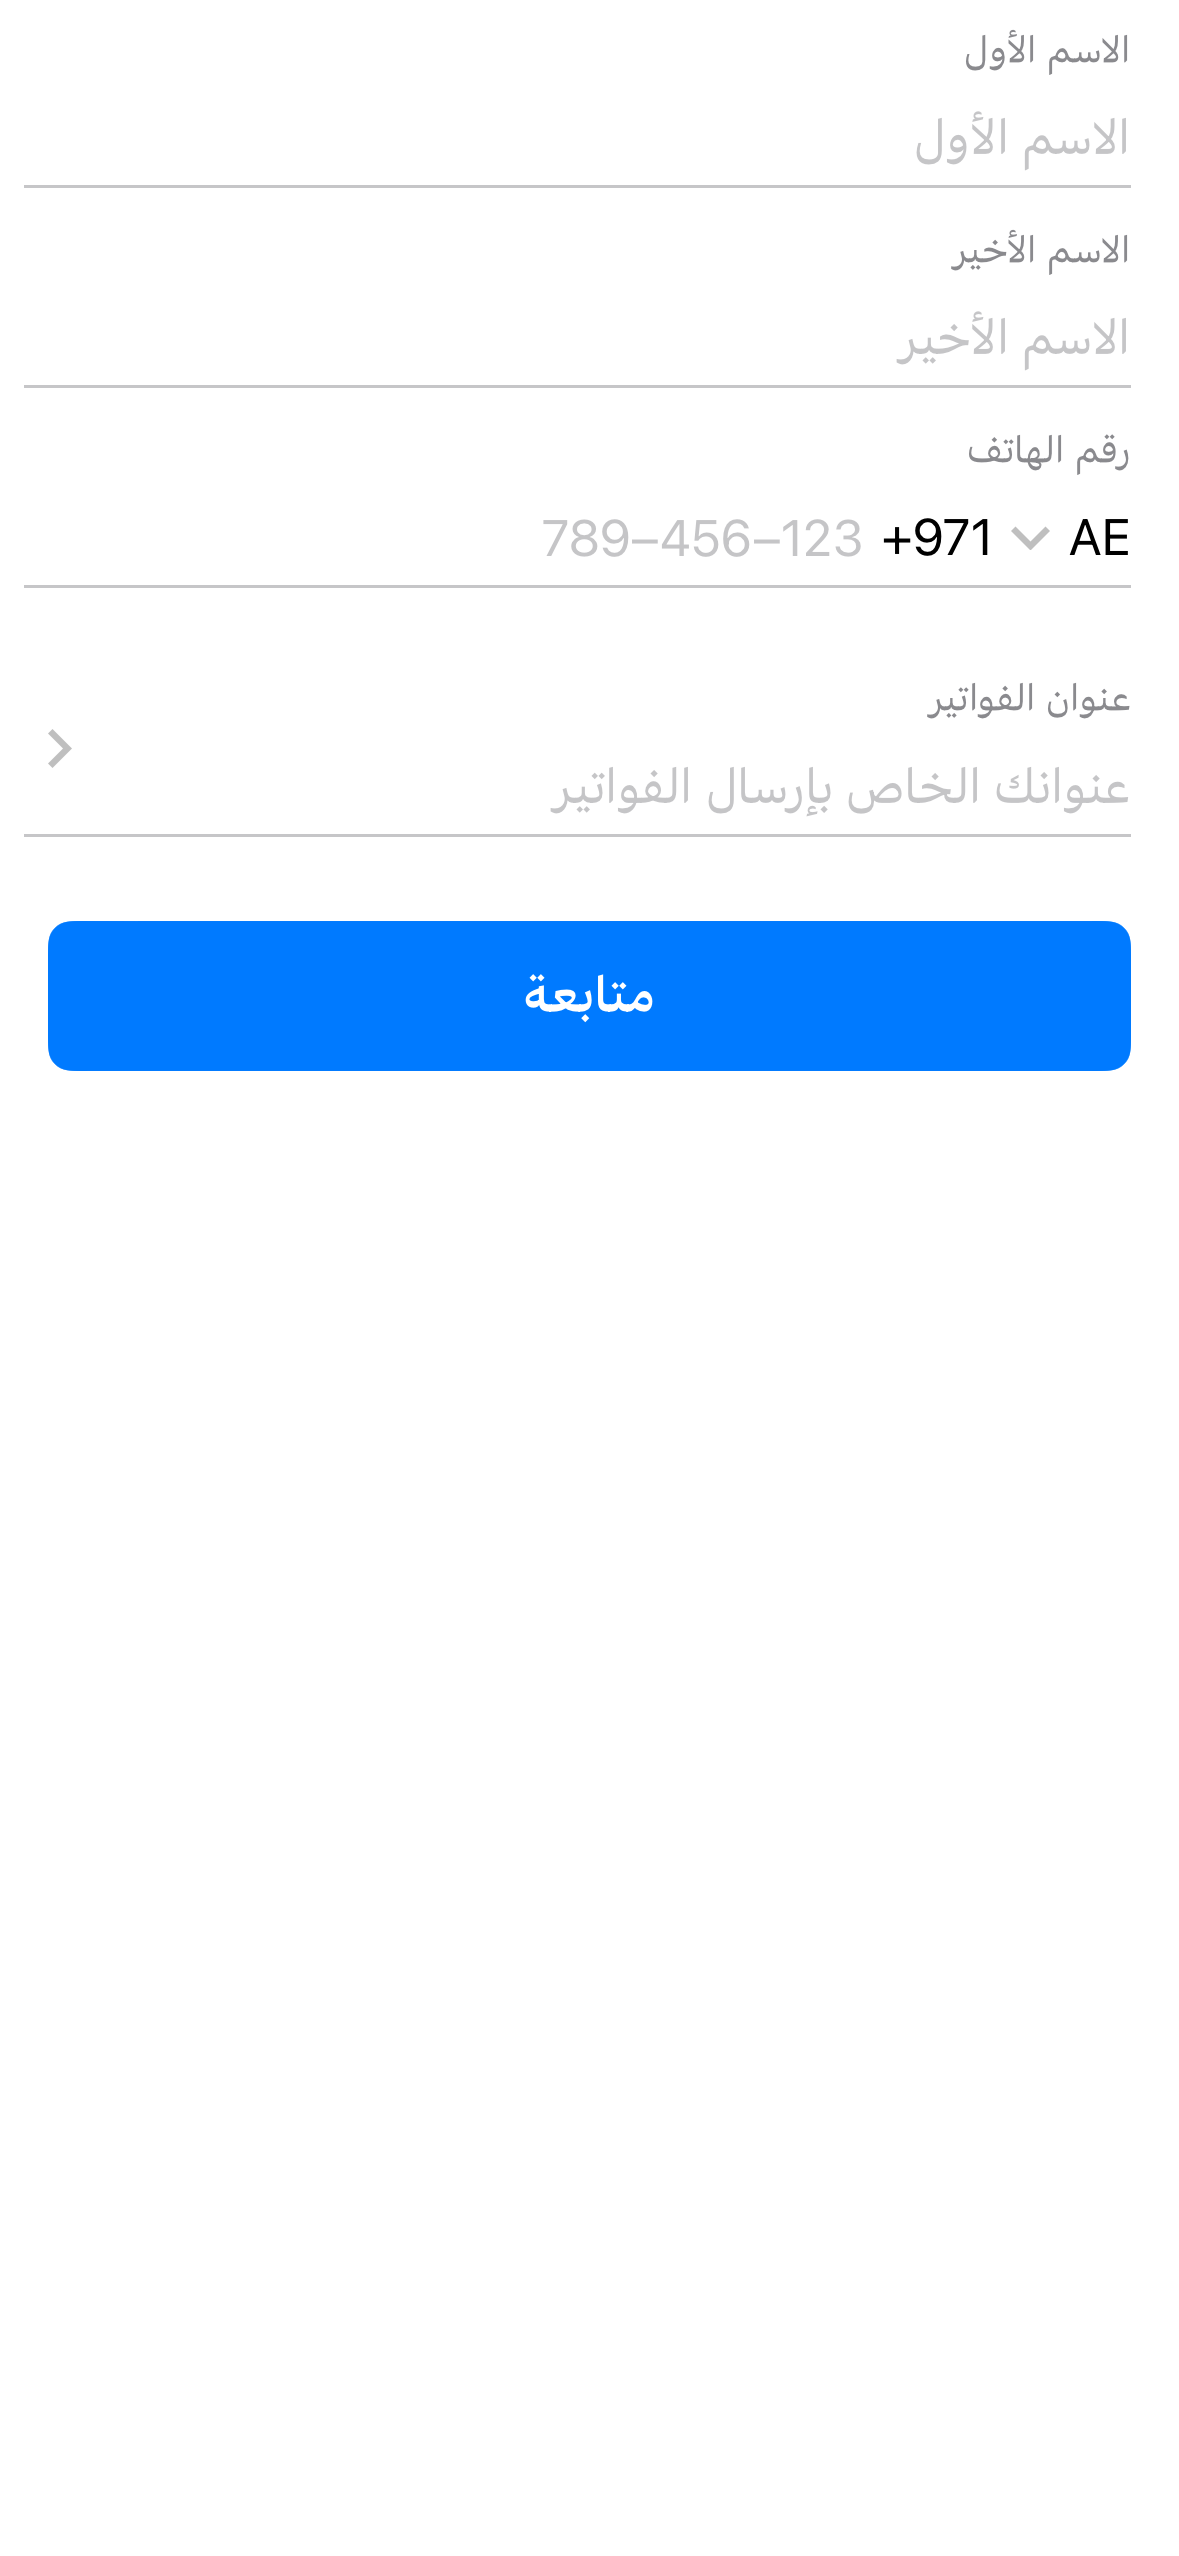 الاسم الأول
الاسم الأول
الاسم الأخير
الاسم الأخير
رقم الهاتف
AE +971 789-456-123
عنوان الفواتير
عنوانك الخاص بإرسال الفواتير
متابعة